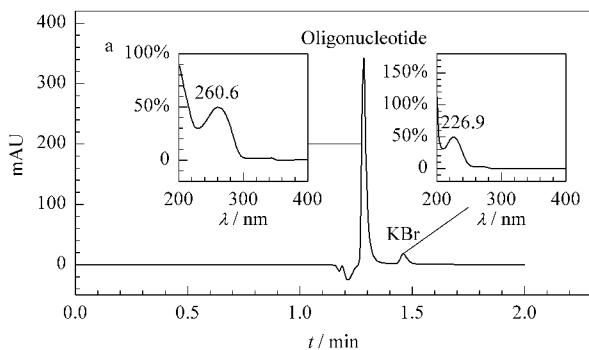 400
300
200
100
0
mAU
a
Oligonucleotide
100%
50%
0
260.6
200 300 400
λ / nm
150%
100%
50%
0
226.9
200 300 400
λ / nm
KBr
0.0 0.5 1.0 1.5 2.0
t / min